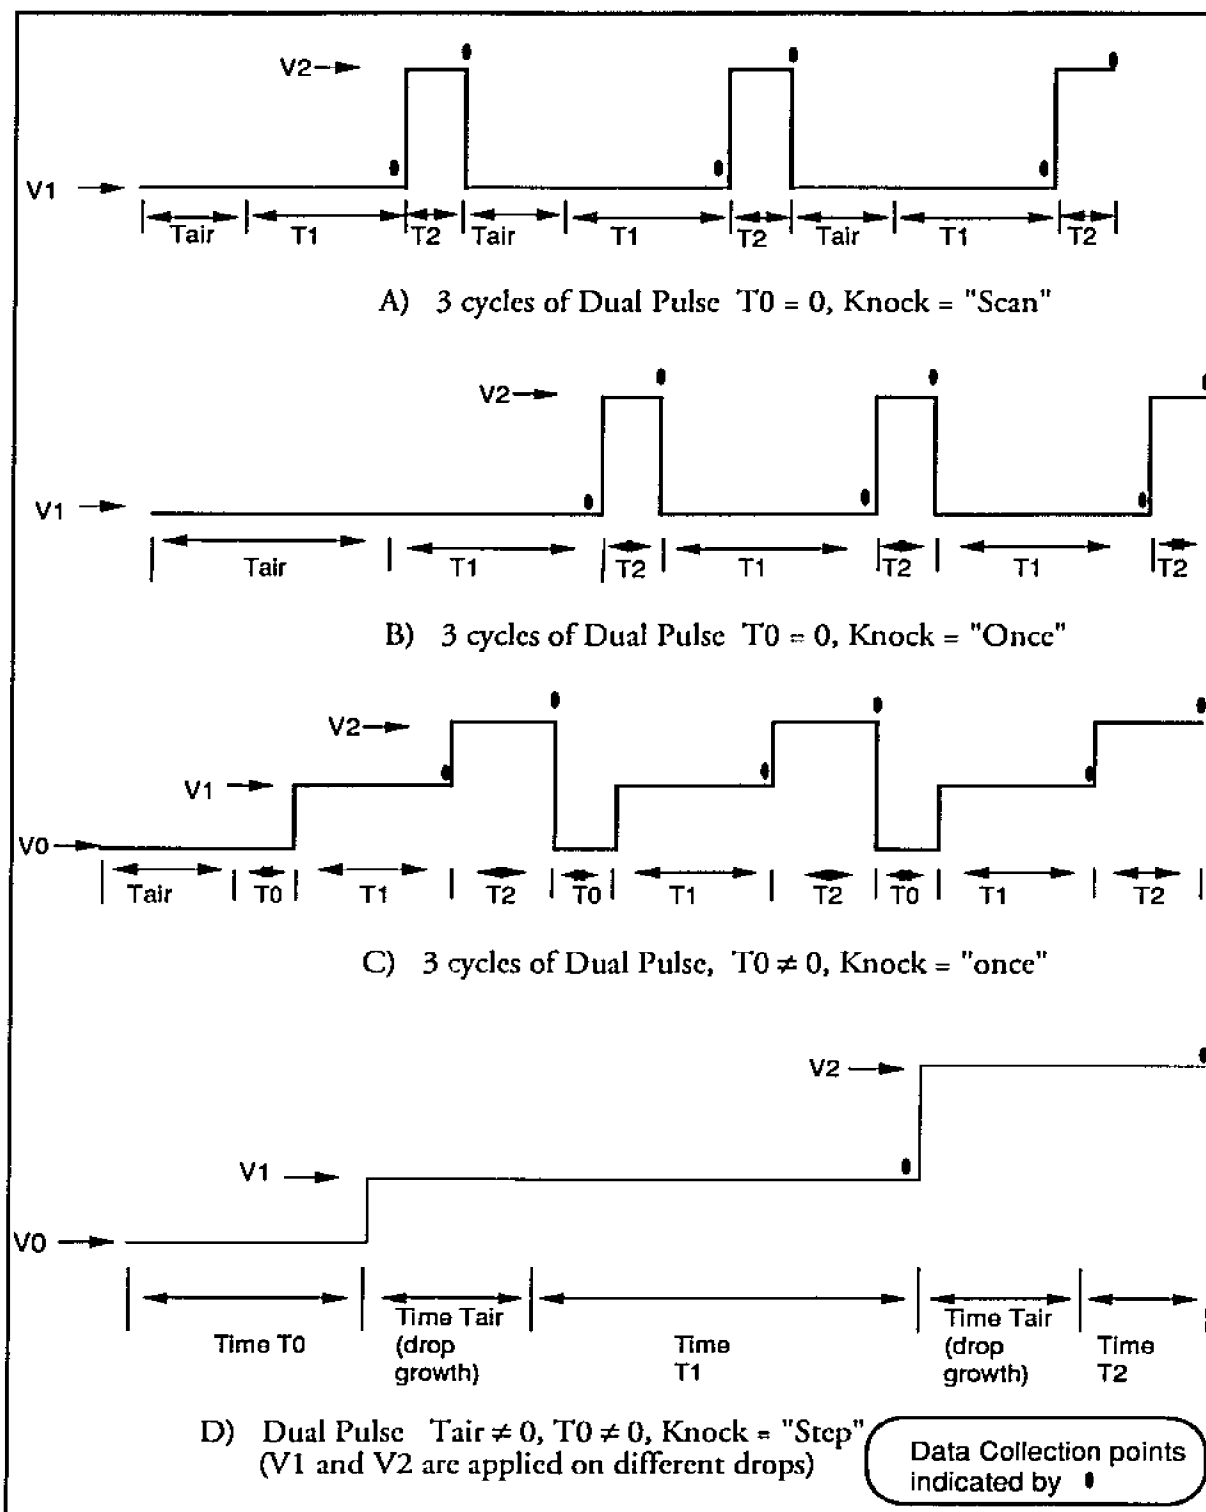 V2
V1
Tair T1 T2 Tair T1 T2 Tair T1 T2
A) 3 cycles of Dual Pulse T0 = 0, Knock = "Scan"
V2
V1
Tair T1 T2 T1 T2 T1 T2
B) 3 cycles of Dual Pulse T0 = 0, Knock = "Once"
V2
V1
V0
Tair T0 T1 T2 T0 T1 T2 T0 T1 T2
C) 3 cycles of Dual Pulse, T0 ≠ 0, Knock = "once"
V2
V1
V0
Time T0
Time Tair
(drop
growth)
Time
T1
Time Tair
(drop
growth)
Time
T2
D) Dual Pulse Tair ≠ 0, T0 ≠ 0, Knock = "Step"
(V1 and V2 are applied on different drops)
Data Collection points
indicated by